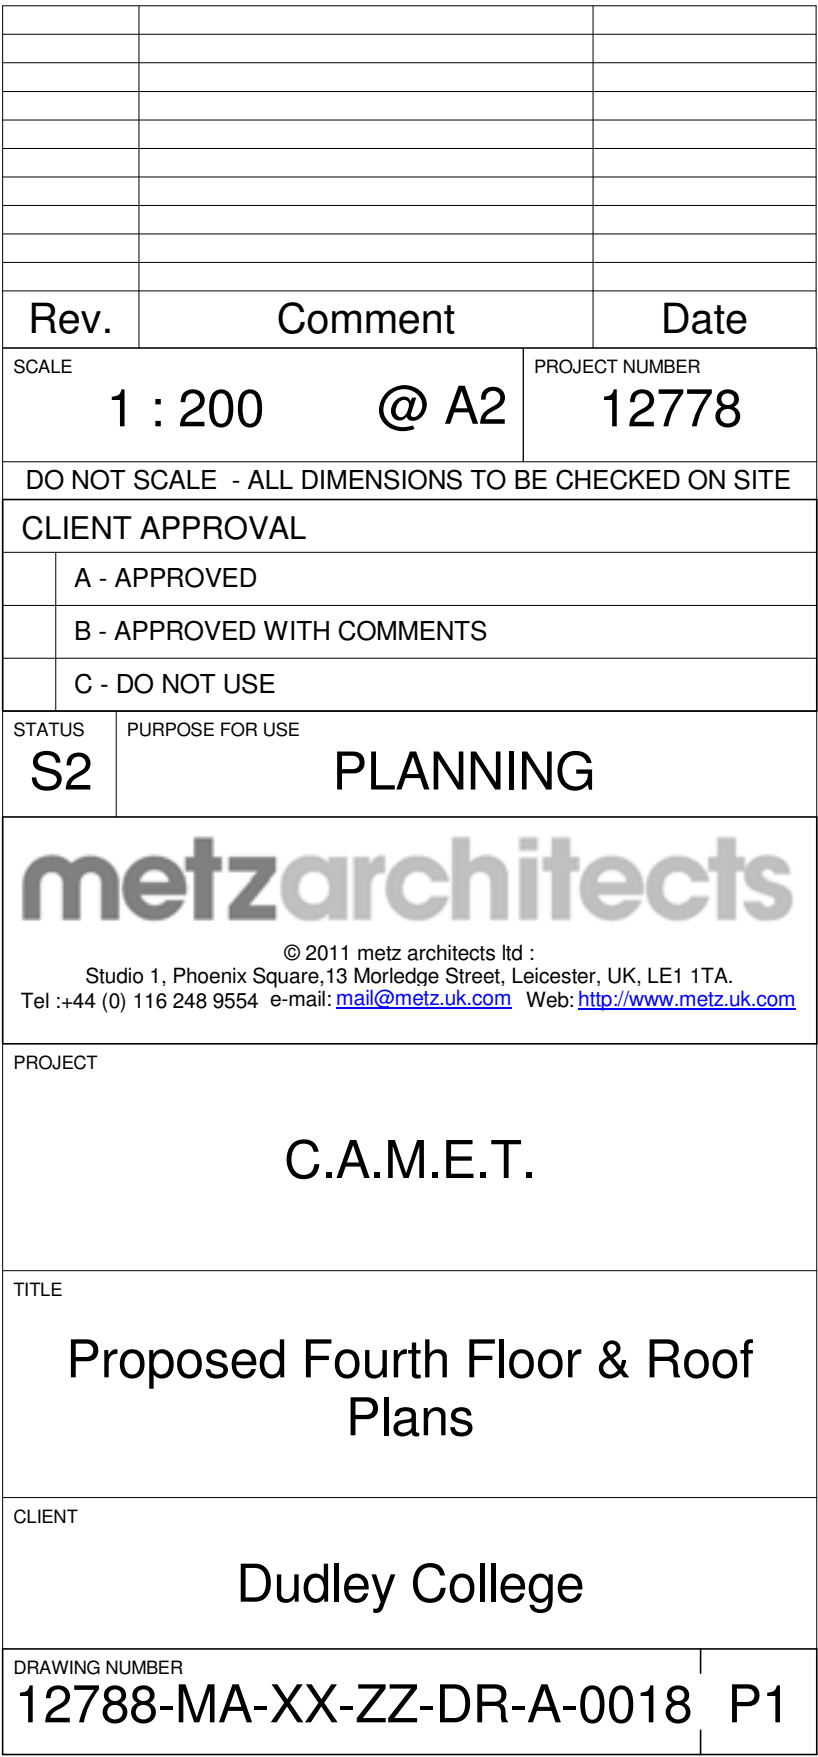 Rev. Comment Date
SCALE
1 : 200 @ A2
PROJECT NUMBER
12778
DO NOT SCALE - ALL DIMENSIONS TO BE CHECKED ON SITE
CLIENT APPROVAL
A - APPROVED
B - APPROVED WITH COMMENTS
C - DO NOT USE
STATUS
S2
PURPOSE FOR USE
PLANNING
metzarchitects
© 2011 metz architects ltd :
Studio 1, Phoenix Square,13 Morledge Street, Leicester, UK, LE1 1TA.
Tel :+44 (0) 116 248 9554 e-mail: mail@metz.uk.com Web: http://www.metz.uk.com
PROJECT
C.A.M.E.T.
TITLE
Proposed Fourth Floor & Roof
Plans
CLIENT
Dudley College
DRAWING NUMBER
12788-MA-XX-ZZ-DR-A-0018 P1